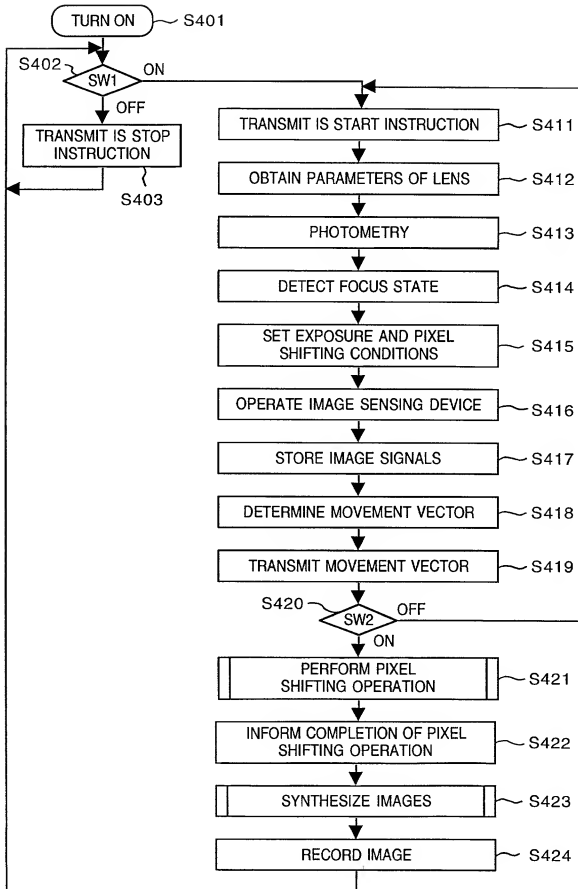 TURN ON
S401
S402
SW1
ON
OFF
TRANSMIT IS STOP
INSTRUCTION
S403
TRANSMIT IS START INSTRUCTION
S411
OBTAIN PARAMETERS OF LENS
S412
PHOTOMETRY
S413
DETECT FOCUS STATE
S414
SET EXPOSURE AND PIXEL
SHIFTING CONDITIONS
S415
OPERATE IMAGE SENSING DEVICE
S416
STORE IMAGE SIGNALS
S417
DETERMINE MOVEMENT VECTOR
S418
TRANSMIT MOVEMENT VECTOR
S419
S420
SW2
OFF
ON
PERFORM PIXEL
SHIFTING OPERATION
S421
INFORM COMPLETION OF PIXEL
SHIFTING OPERATION
S422
SYNTHESIZE IMAGES
S423
RECORD IMAGE
S424